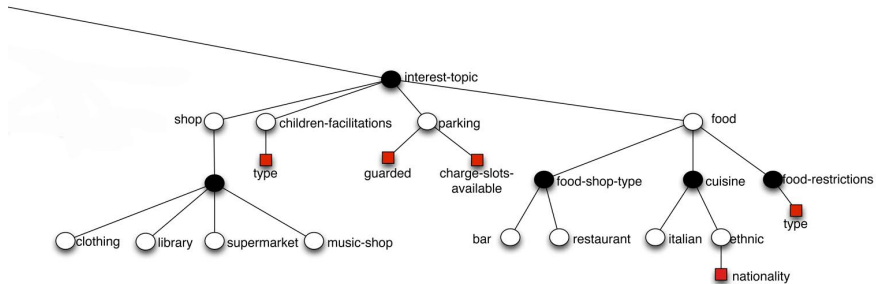 interest-topic
shop
children-facilitations
parking
food
type
guarded
charge-slots-
available
food-shop-type
cuisine
food-restrictions
type
clothing
library
supermarket
music-shop
bar
restaurant
italian
ethnic
nationality